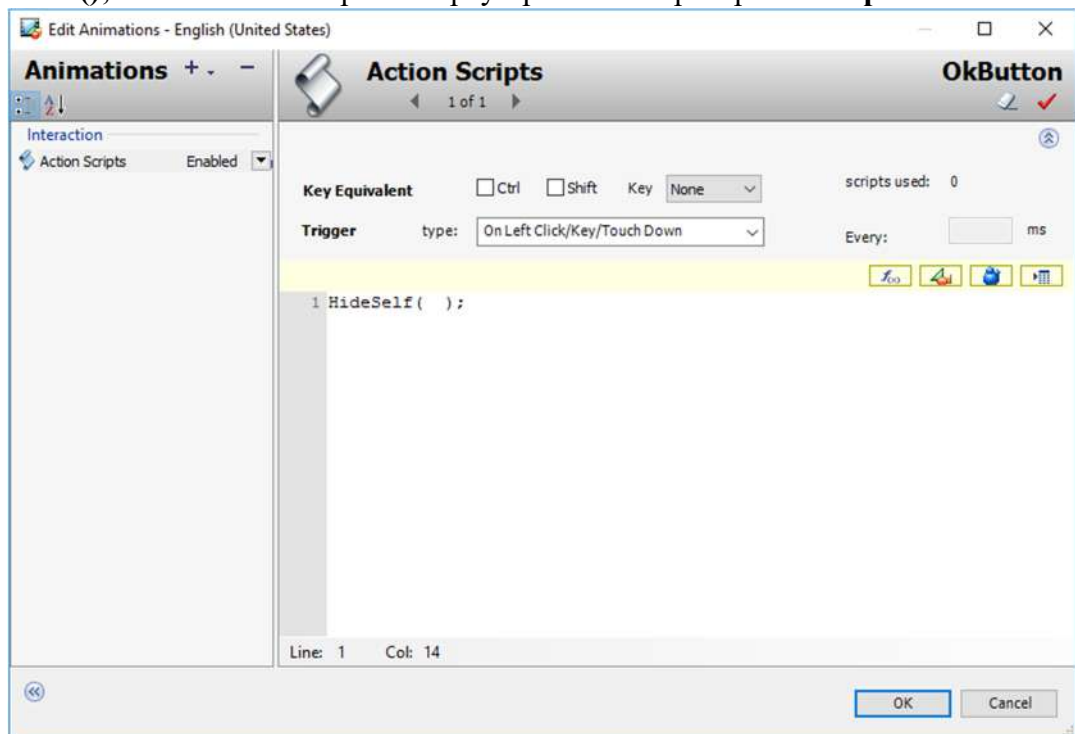 Edit Animations - English (United States)
Animations
Action Scripts
OkButton
1 of 1
Interaction
Action Scripts Enabled
Key Equivalent Ctrl Shift Key None
scripts used: 0
Trigger type: On Left Click/Key/Touch Down
Every: ms
1 HideSelf( );
Line: 1 Col: 14
OK Cancel